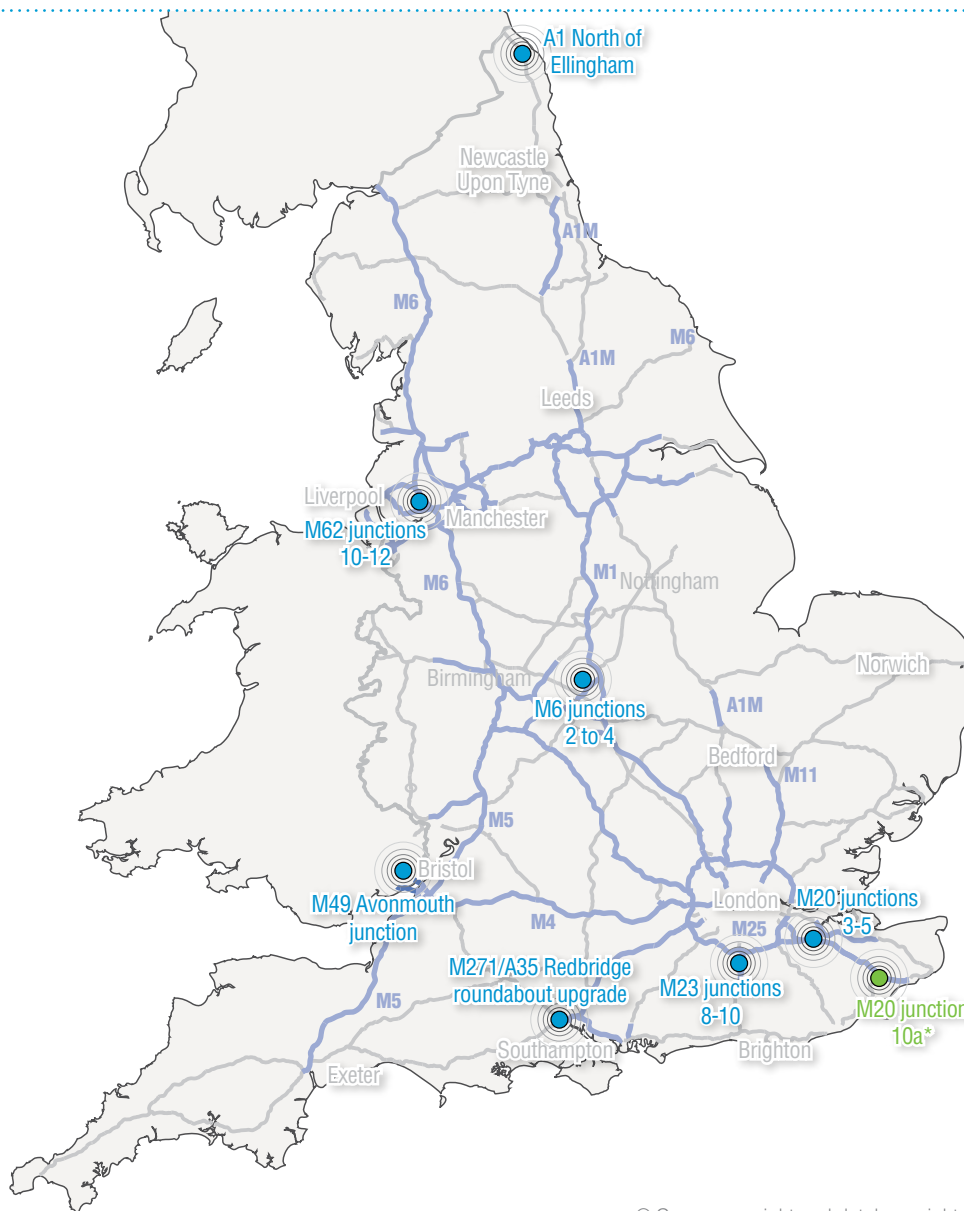 A1 North of
Ellingham
Newcastle
Upon Tyne
A1M
M6
M6
A1M
Leeds
Liverpool
Manchester
M62 junctions
10-12
M6
M1
Nottingham
Norwich
Birmingham
M6 junctions
2 to 4
A1M
Bedford
M11
M5
Bristol
M49 Avonmouth
junction
London
M20 junctions
3-5
M4
M25
M271/A35 Redbridge
roundabout upgrade
M23 junctions
8-10
M5
M20 junction
10a*
Southampton
Brighton
Exeter